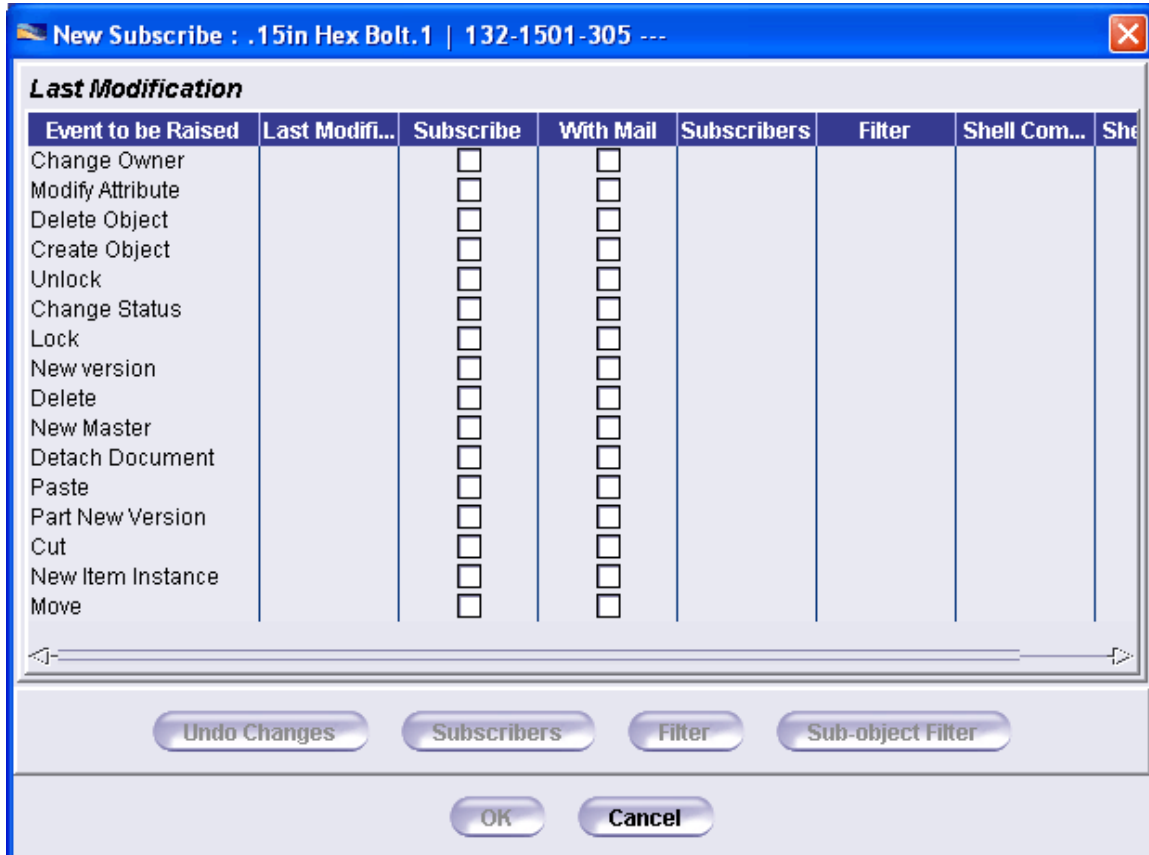 New Subscribe : .15in Hex Bolt.1 | 132-1501-305 ---
Last Modification
Event to be Raised Last Modifi... Subscribe With Mail Subscribers Filter Shell Com... She
Change Owner
Modify Attribute
Delete Object
Create Object
Unlock
Change Status
Lock
New version
Delete
New Master
Detach Document
Paste
Part New Version
Cut
New Item Instance
Move
Undo Changes Subscribers Filter Sub-object Filter
OK Cancel